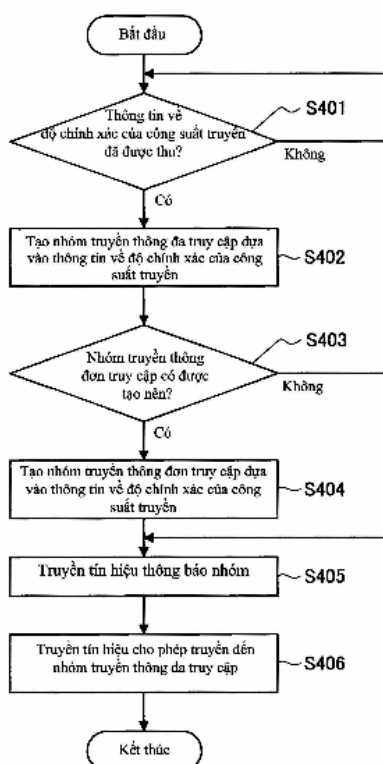 Bắt đầu
Thông tin về
độ chính xác của công suất truyền
đã được thu?
S401
Không
Có
Tạo nhóm truyền thông đa truy cập dựa
vào thông tin về độ chính xác của công
suất truyền
S402
Nhóm truyền thông
đơn truy cập có được
tạo nên?
S403
Không
Có
Tạo nhóm truyền thông đơn truy cập dựa
vào thông tin về độ chính xác của công
suất truyền
S404
Truyền tín hiệu thông báo nhóm
S405
Truyền tín hiệu cho phép truyền đến
nhóm truyền thông đa truy cập
S406
Kết thúc